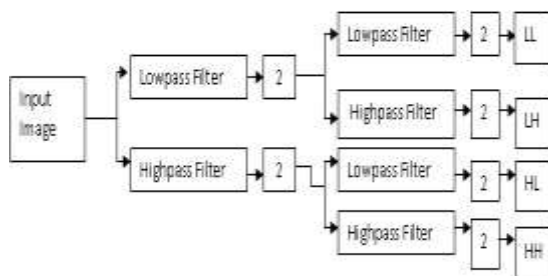 Lowpass Filter 2 LL
Input Image
Lowpass Filter 2
Highpass Filter 2 LH
Highpass Filter 2
Lowpass Filter 2 HL
Highpass Filter 2 HH